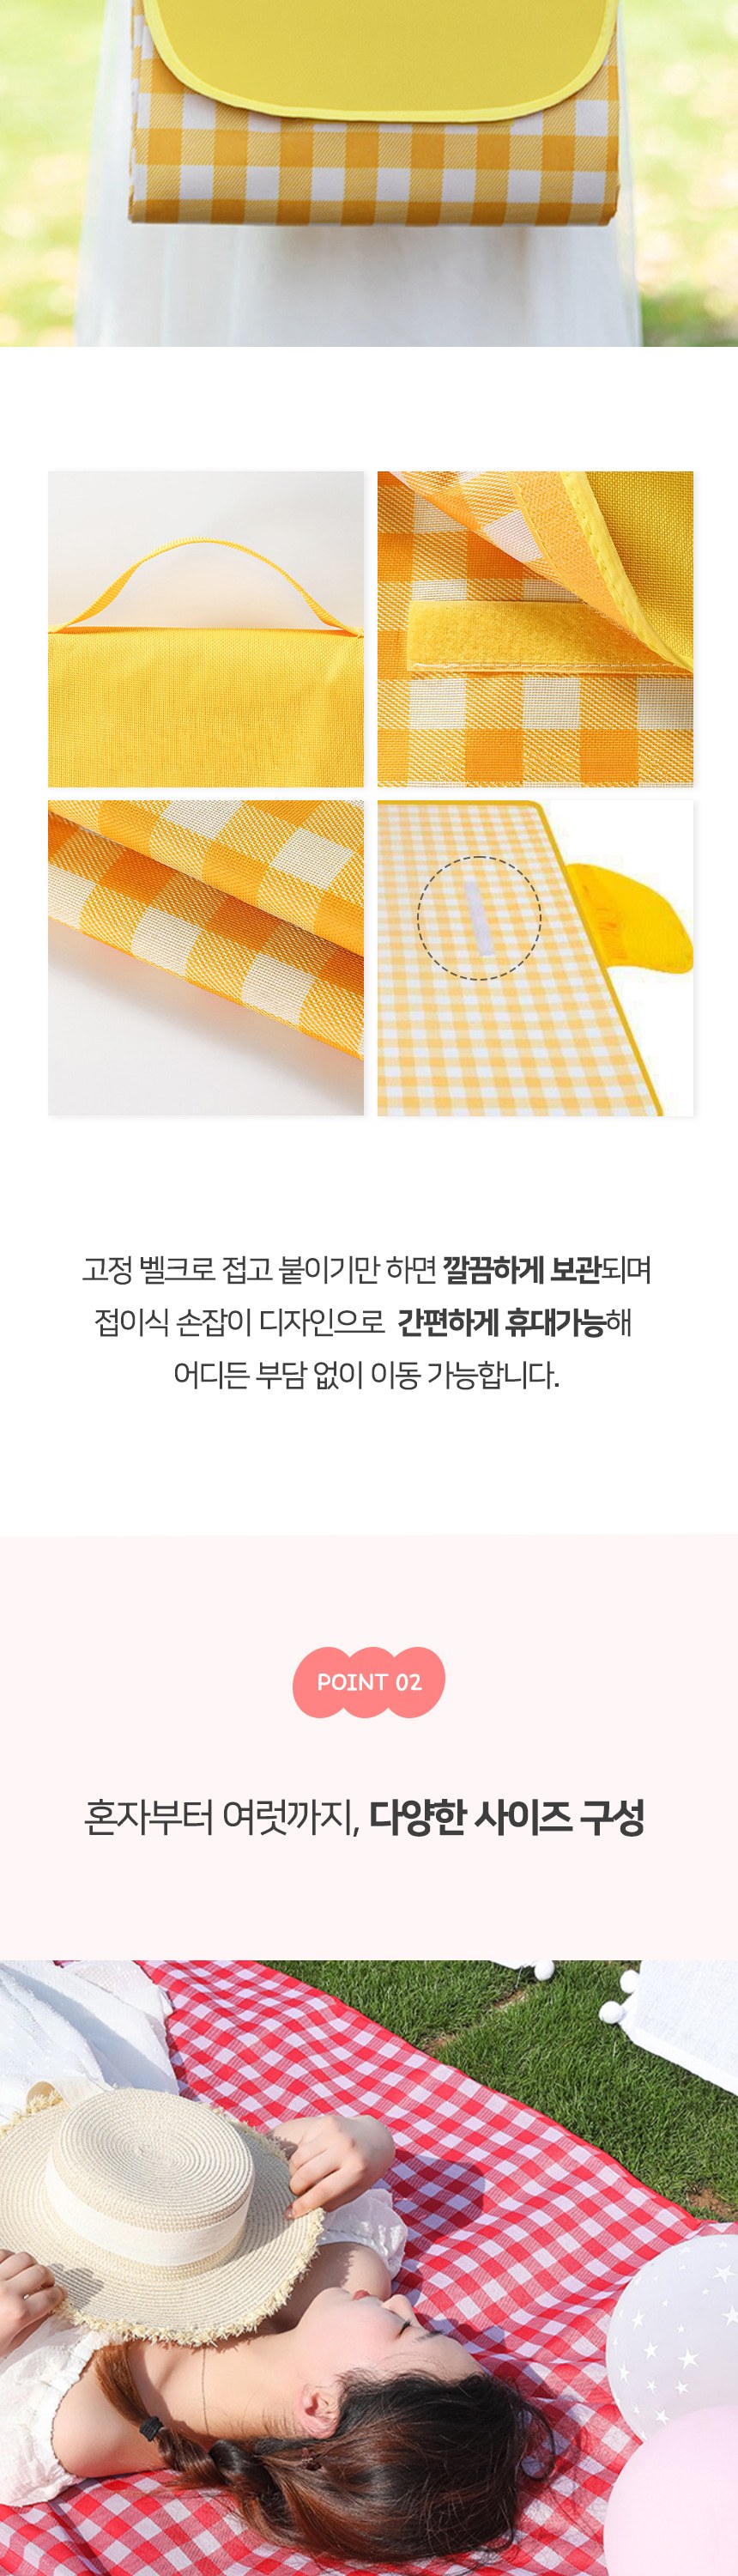 고정 벨크로 접고 붙이기만 하면 깔끔하게 보관되며
접이식 손잡이 디자인으로 간편하게 휴대가능해
어디든 부담 없이 이동 가능합니다.
POINT 02
혼자부터 여럿까지, 다양한 사이즈 구성